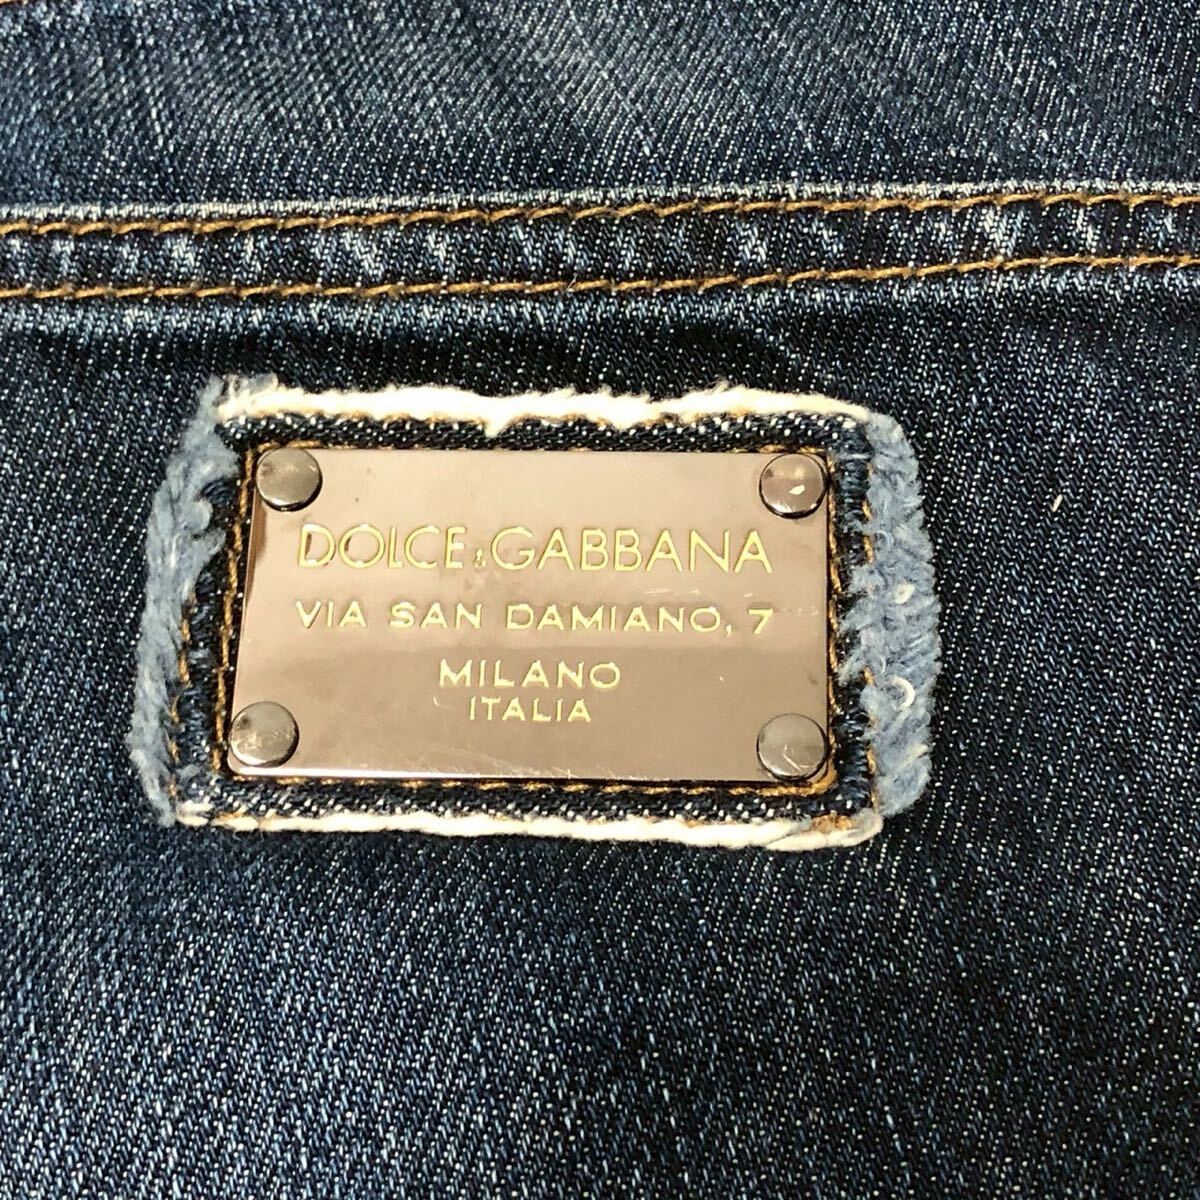 DOLCE & GABBANA
VIA SAN DAMIANO, 7
MILANO
ITALIA